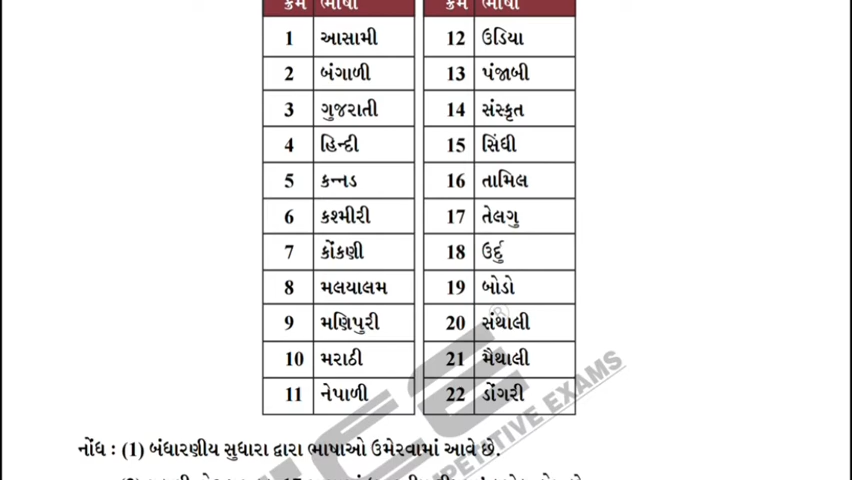 ક્રમ ભાષા ક્રમ ભાષા
1 આસામી 12 ઉડિયા
2 બંગાળી 13 પંજાબી
3 ગુજરાતી 14 સંસ્કૃત
4 હિન્દી 15 સિંધી
5 કન્નડ 16 તામિલ
6 કશ્મીરી 17 તેલગુ
7 કોંકણી 18 ઉર્દુ
8 મલયાલમ 19 બોડો
9 મણિપુરી 20 સંથાલી
10 મરાઠી 21 મૈથાલી
11 નેપાળી 22 ડોંગરી
નોંધ : (1) બંધારણીય સુધારા દ્વારા ભાષાઓ ઉમેરવામાં આવે છે.